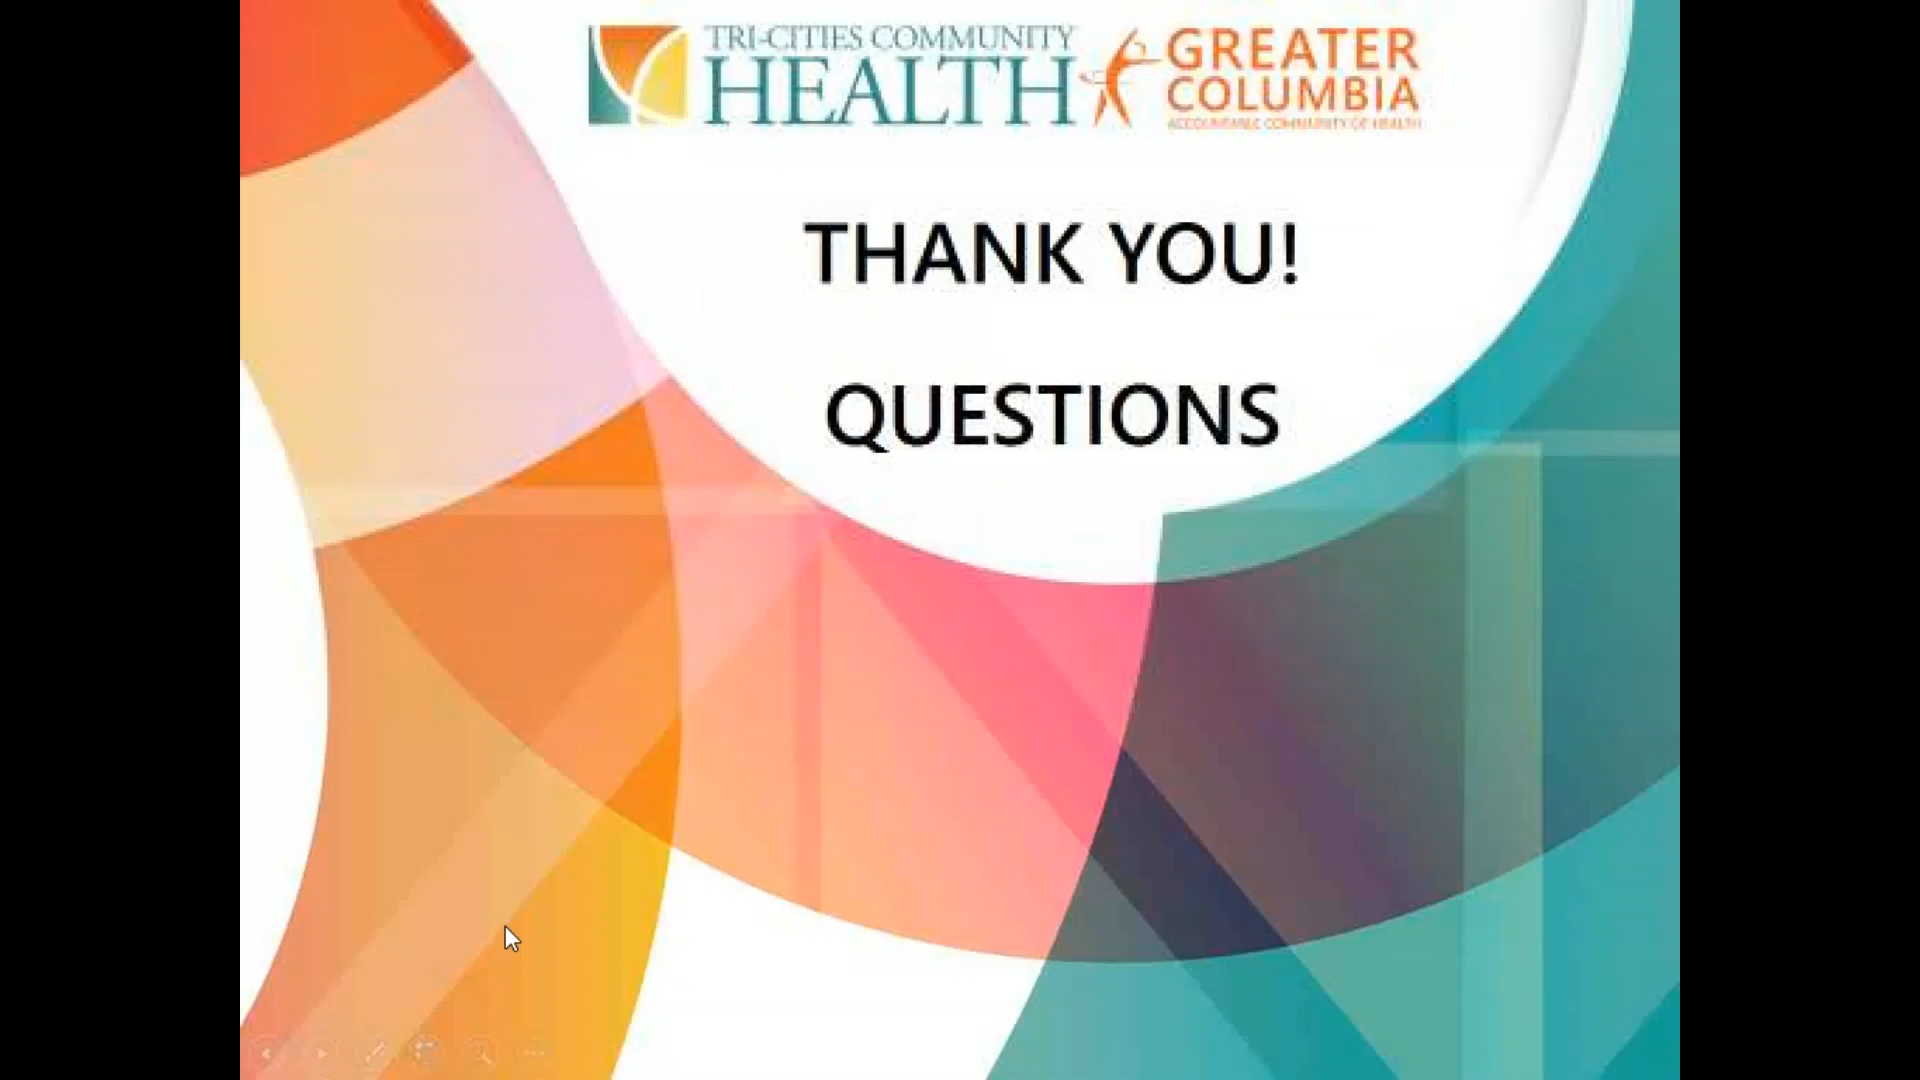 TRI-CITIES COMMUNITY
HEALTH
GREATER
COLUMBIA
ACCOUNTABLE COMMUNITY OF HEALTH
THANK YOU!
QUESTIONS